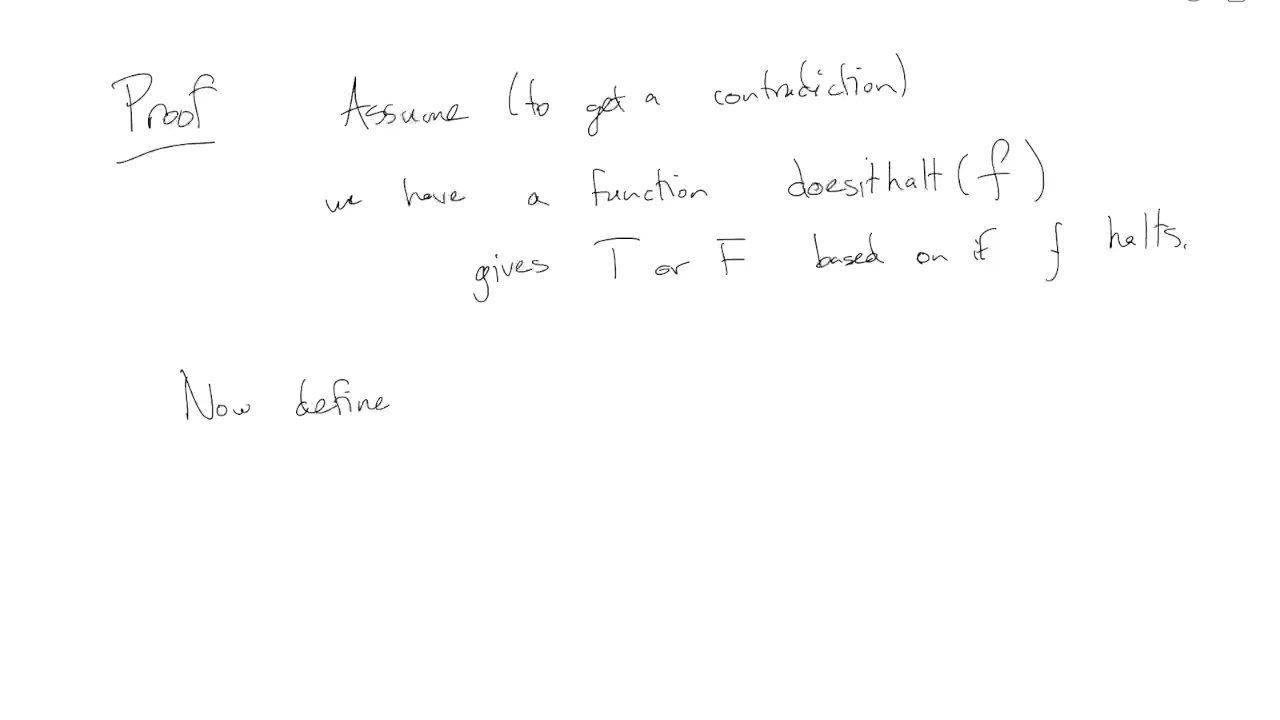 Proof Assume (to get a contradiction)
we have a function doesithalt(f)
gives T or F based on if f halts.
Now define